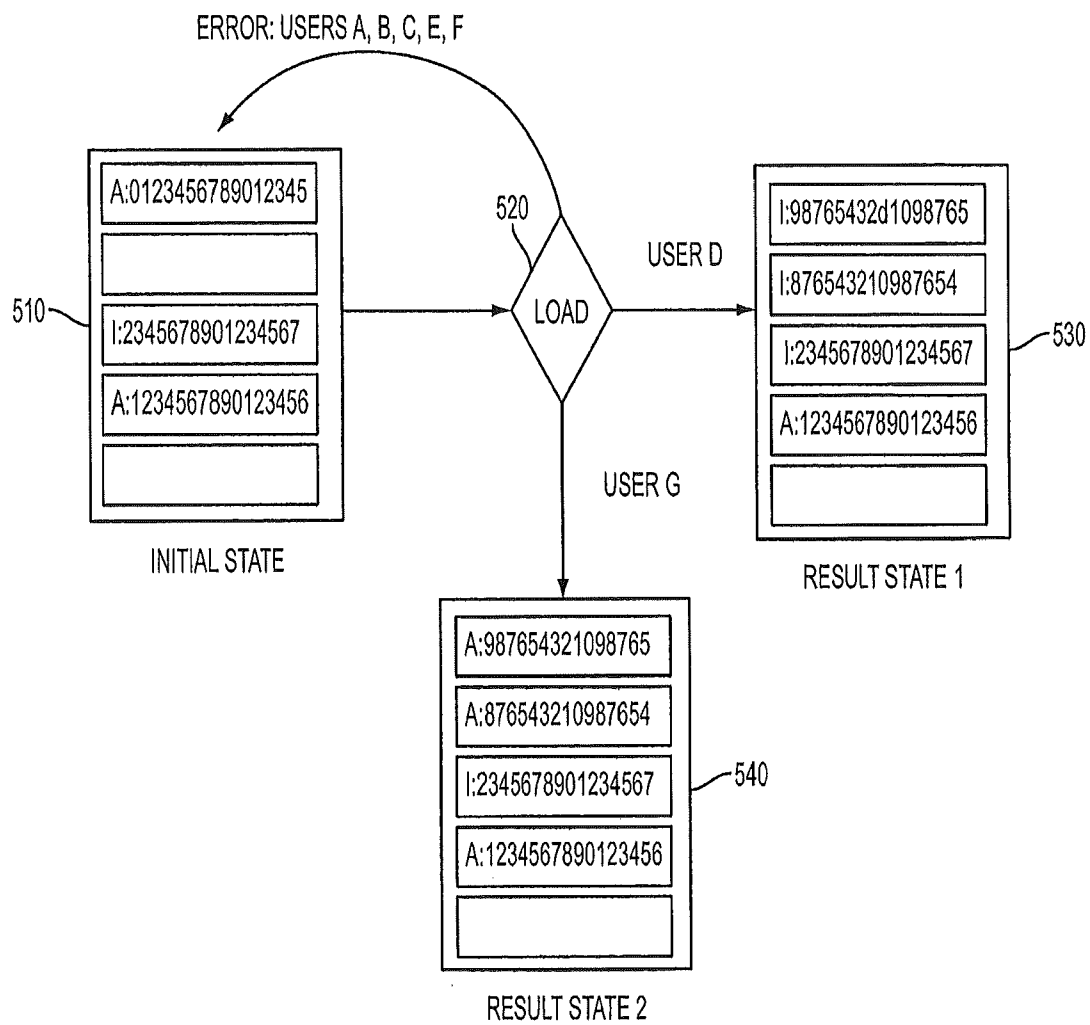 ERROR: USERS A, B, C, E, F
A:0123456789012345
I:2345678901234567
A:1234567890123456
510
INITIAL STATE
520
LOAD
USER D
USER G
I:98765432d1098765
I:876543210987654
I:2345678901234567
A:1234567890123456
530
RESULT STATE 1
A:987654321098765
A:876543210987654
I:2345678901234567
A:1234567890123456
540
RESULT STATE 2